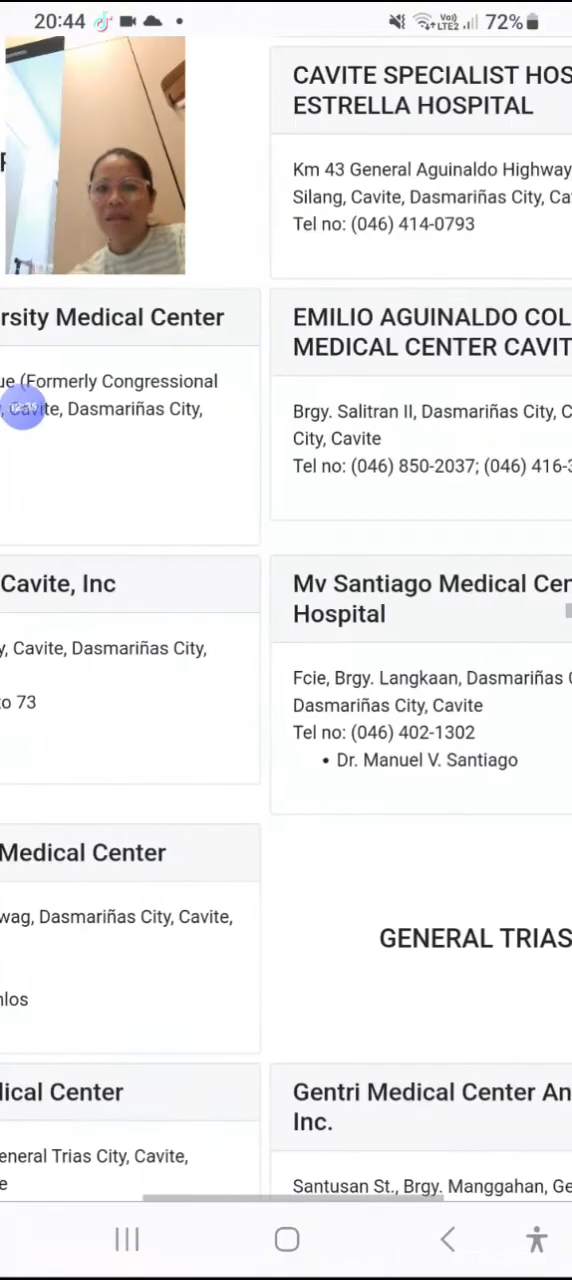 20:44
Vo)) LTE2
72%
CAVITE SPECIALIST HOS
ESTRELLA HOSPITAL
Km 43 General Aguinaldo Highway
Silang, Cavite, Dasmariñas City, Ca
Tel no: (046) 414-0793
rsity Medical Center
ue (Formerly Congressional
, Cavite, Dasmariñas City,
EMILIO AGUINALDO COL
MEDICAL CENTER CAVIT
Brgy. Salitran II, Dasmariñas City, C
City, Cavite
Tel no: (046) 850-2037; (046) 416-3
Cavite, Inc
y, Cavite, Dasmariñas City,
to 73
Mv Santiago Medical Cen
Hospital
Fcie, Brgy. Langkaan, Dasmariñas C
Dasmariñas City, Cavite
Tel no: (046) 402-1302
• Dr. Manuel V. Santiago
Medical Center
wag, Dasmariñas City, Cavite,
nlos
GENERAL TRIAS
dical Center
eneral Trias City, Cavite,
e
Gentri Medical Center An
Inc.
Santusan St., Brgy. Manggahan, Ge